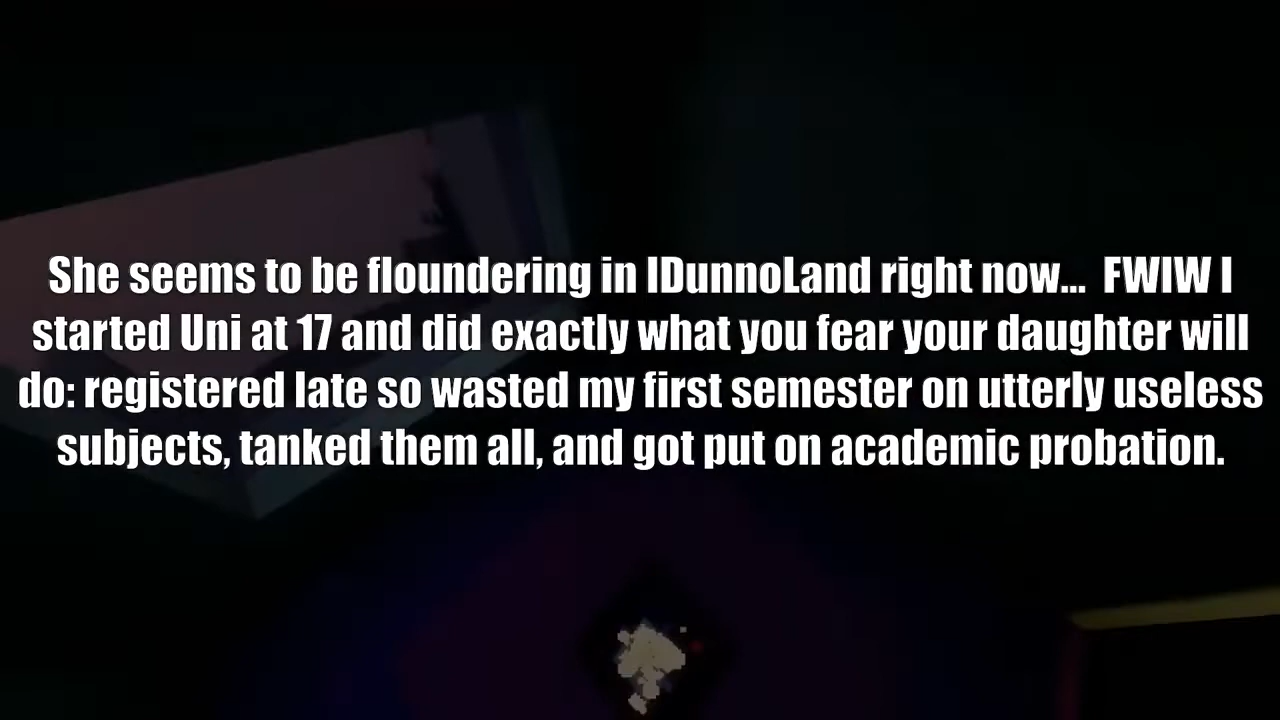 She seems to be floundering in IDunnoLand right now...  FWIW I
started Uni at 17 and did exactly what you fear your daughter will
do: registered late so wasted my first semester on utterly useless
subjects, tanked them all, and got put on academic probation.